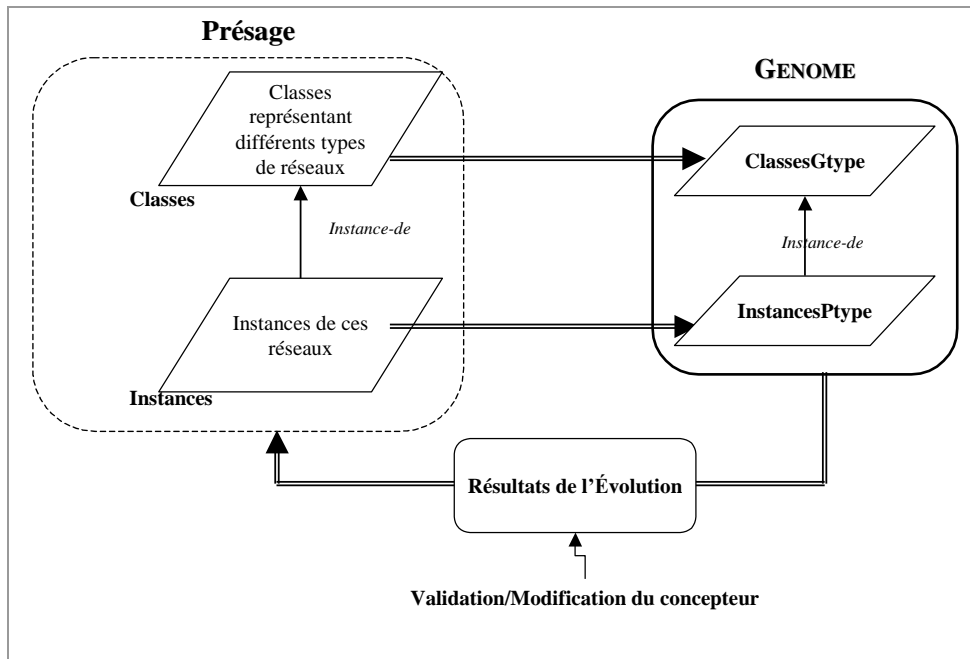 Présage
Classes
représentant
différents types
de réseaux
Classes
Instance-de
Instances de ces
réseaux
Instances
GENOME
ClassesGtype
Instance-de
InstancesPtype
Résultats de l'Évolution
Validation/Modification du concepteur